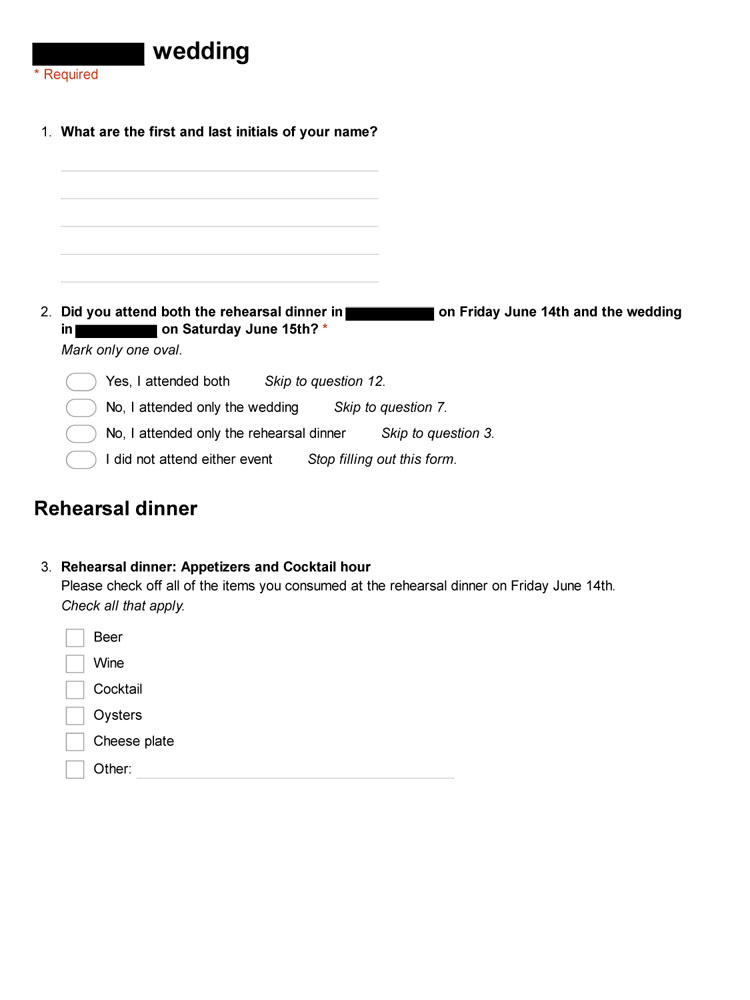 wedding
* Required
1. What are the first and last initials of your name?
2. Did you attend both the rehearsal dinner in on Friday June 14th and the wedding
in on Saturday June 15th? *
Mark only one oval.
Yes, I attended both Skip to question 12.
No, I attended only the wedding Skip to question 7.
No, I attended only the rehearsal dinner Skip to question 3.
I did not attend either event Stop filling out this form.
Rehearsal dinner
3. Rehearsal dinner: Appetizers and Cocktail hour
Please check off all of the items you consumed at the rehearsal dinner on Friday June 14th.
Check all that apply.
Beer
Wine
Cocktail
Oysters
Cheese plate
Other: